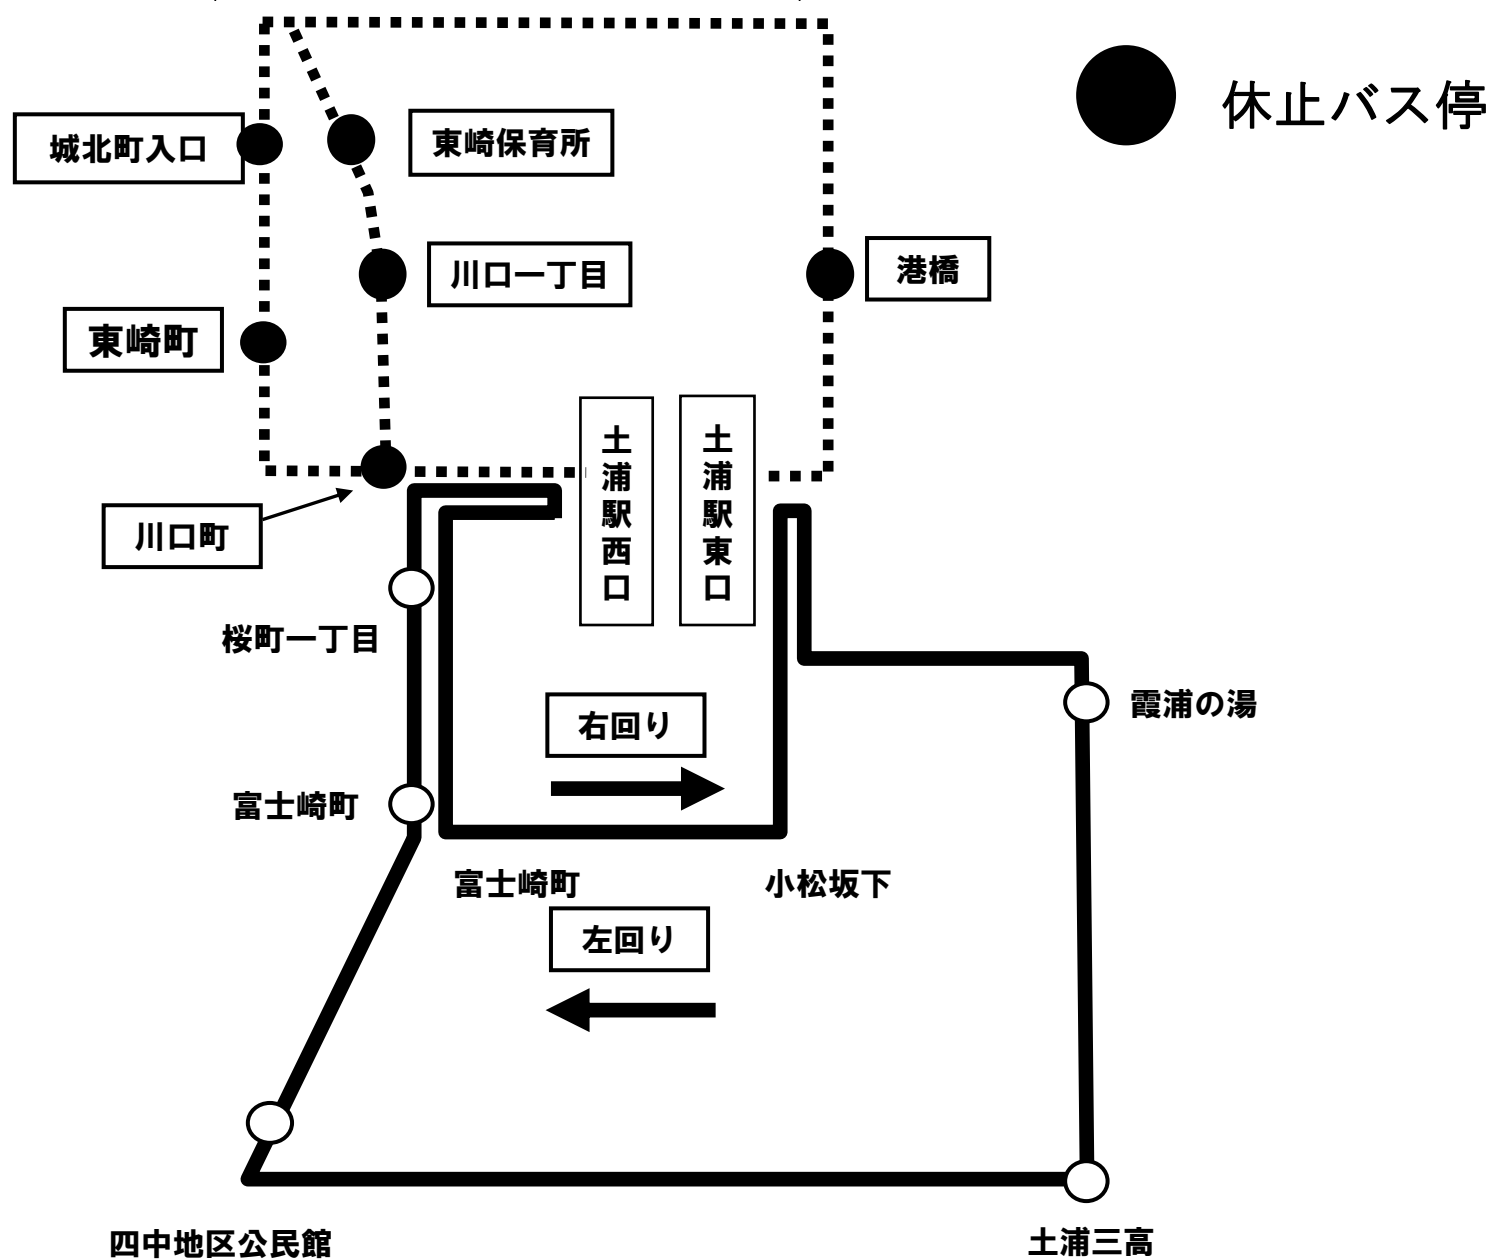 休止バス停
城北町入口
東崎保育所
川口一丁目
港橋
東崎町
土浦駅西口
土浦駅東口
川口町
桜町一丁目
霞浦の湯
右回り
富士崎町
富士崎町
小松坂下
左回り
四中地区公民館
土浦三高